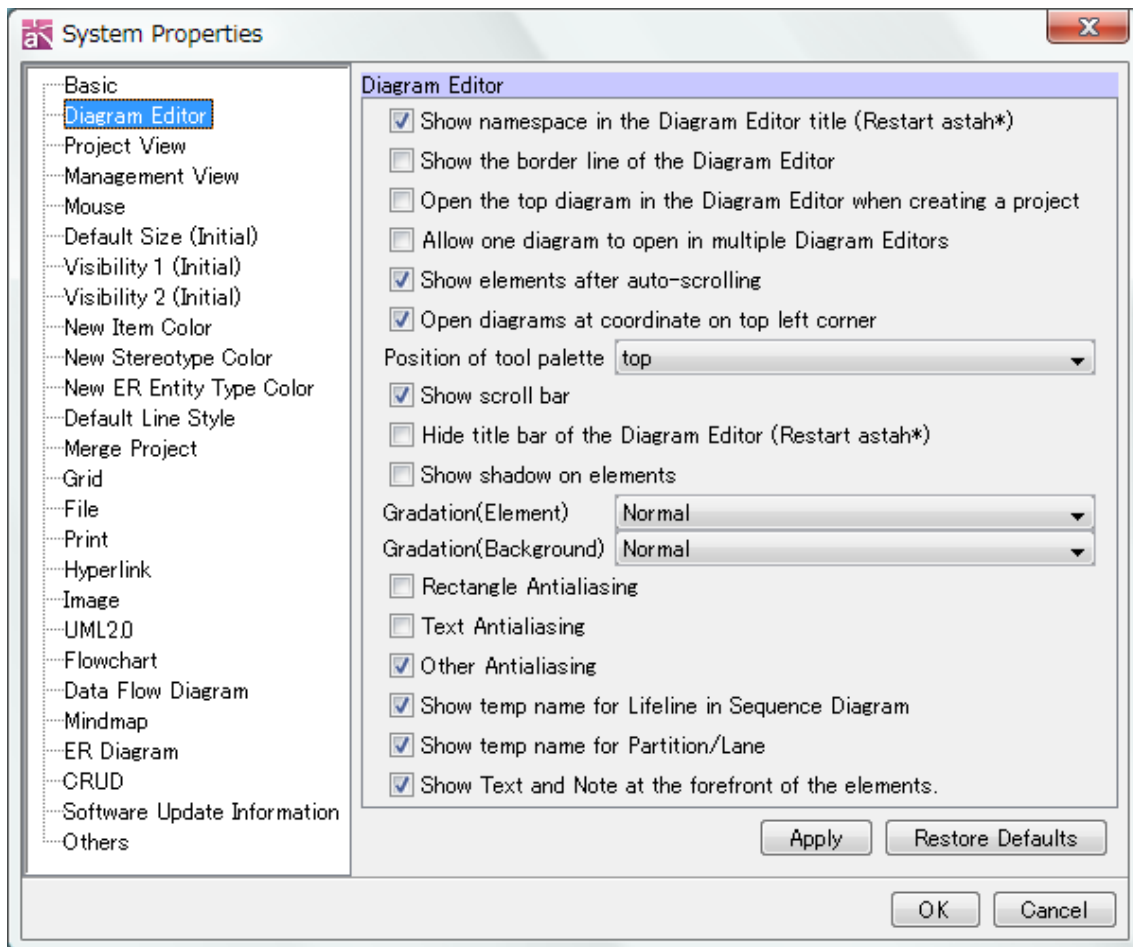 System Properties
Basic
Diagram Editor
Project View
Management View
Mouse
Default Size (Initial)
Visibility 1 (Initial)
Visibility 2 (Initial)
New Item Color
New Stereotype Color
New ER Entity Type Color
Default Line Style
Merge Project
Grid
File
Print
Hyperlink
Image
UML2.0
Flowchart
Data Flow Diagram
Mindmap
ER Diagram
CRUD
Software Update Information
Others
Diagram Editor
Show namespace in the Diagram Editor title (Restart astah*)
Show the border line of the Diagram Editor
Open the top diagram in the Diagram Editor when creating a project
Allow one diagram to open in multiple Diagram Editors
Show elements after auto-scrolling
Open diagrams at coordinate on top left corner
Position of tool palette top
Show scroll bar
Hide title bar of the Diagram Editor (Restart astah*)
Show shadow on elements
Gradation(Element) Normal
Gradation(Background) Normal
Rectangle Antialiasing
Text Antialiasing
Other Antialiasing
Show temp name for Lifeline in Sequence Diagram
Show temp name for Partition/Lane
Show Text and Note at the forefront of the elements.
Apply Restore Defaults
OK Cancel